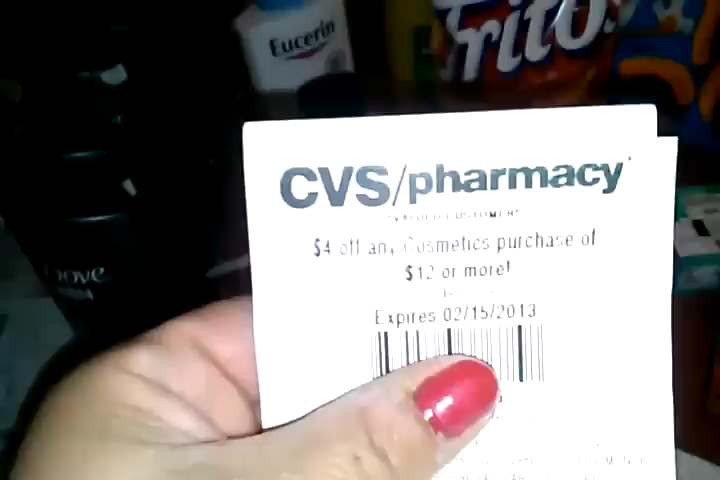 Eucerin
Fritos
CVS/pharmacy
$4 off any Cosmetics purchase of
$12 or more!
Expires 02/15/2013
Dove